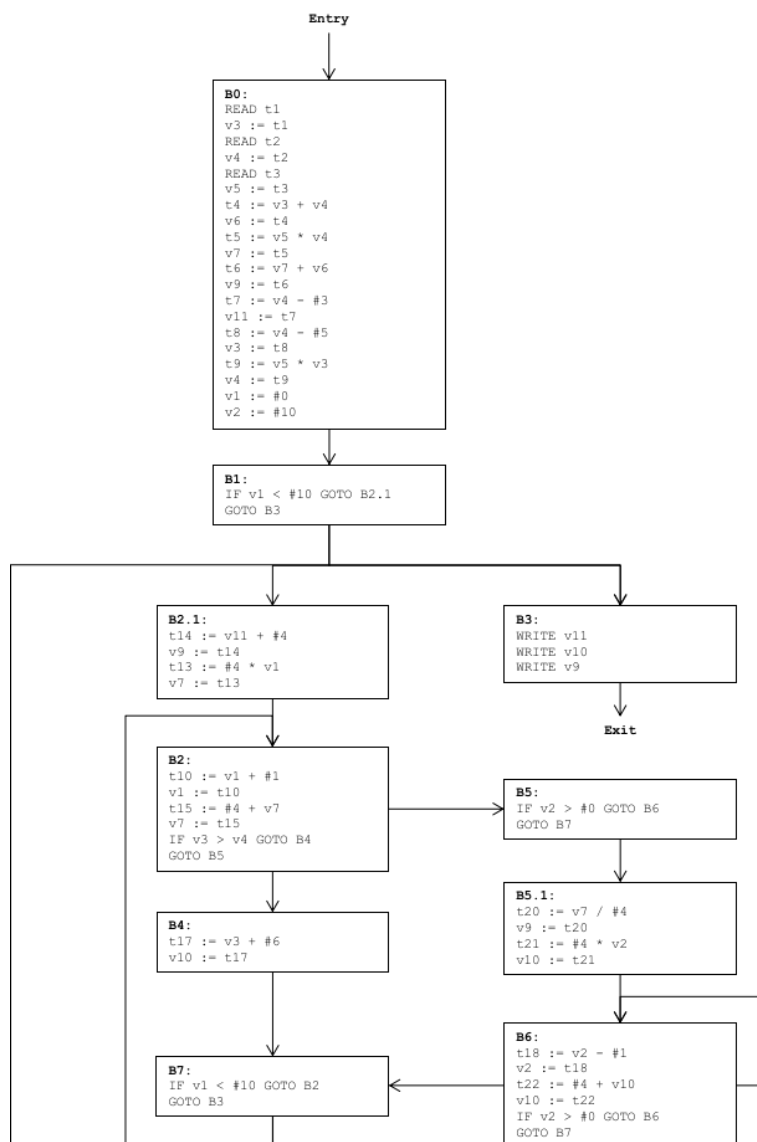 Entry
B0:
READ t1
v3 := t1
READ t2
v4 := t2
READ t3
v5 := t3
t4 := v3 + v4
v6 := t4
t5 := v5 * v4
v7 := t5
t6 := v7 + v6
v9 := t6
t7 := v4 - #3
v11 := t7
t8 := v4 - #5
v3 := t8
t9 := v5 * v3
v4 := t9
v1 := #0
v2 := #10
B1:
IF v1 < #10 GOTO B2.1
GOTO B3
B2.1:
t14 := v11 + #4
v9 := t14
t13 := #4 * v1
v7 := t13
B3:
WRITE v11
WRITE v10
WRITE v9
Exit
B2:
t10 := v1 + #1
v1 := t10
t15 := #4 + v7
v7 := t15
IF v3 > v4 GOTO B4
GOTO B5
B5:
IF v2 > #0 GOTO B6
GOTO B7
B4:
t17 := v3 + #6
v10 := t17
B5.1:
t20 := v7 / #4
v9 := t20
t21 := #4 * v2
v10 := t21
B7:
IF v1 < #10 GOTO B2
GOTO B3
B6:
t18 := v2 - #1
v2 := t18
t22 := #4 + v10
v10 := t22
IF v2 > #0 GOTO B6
GOTO B7